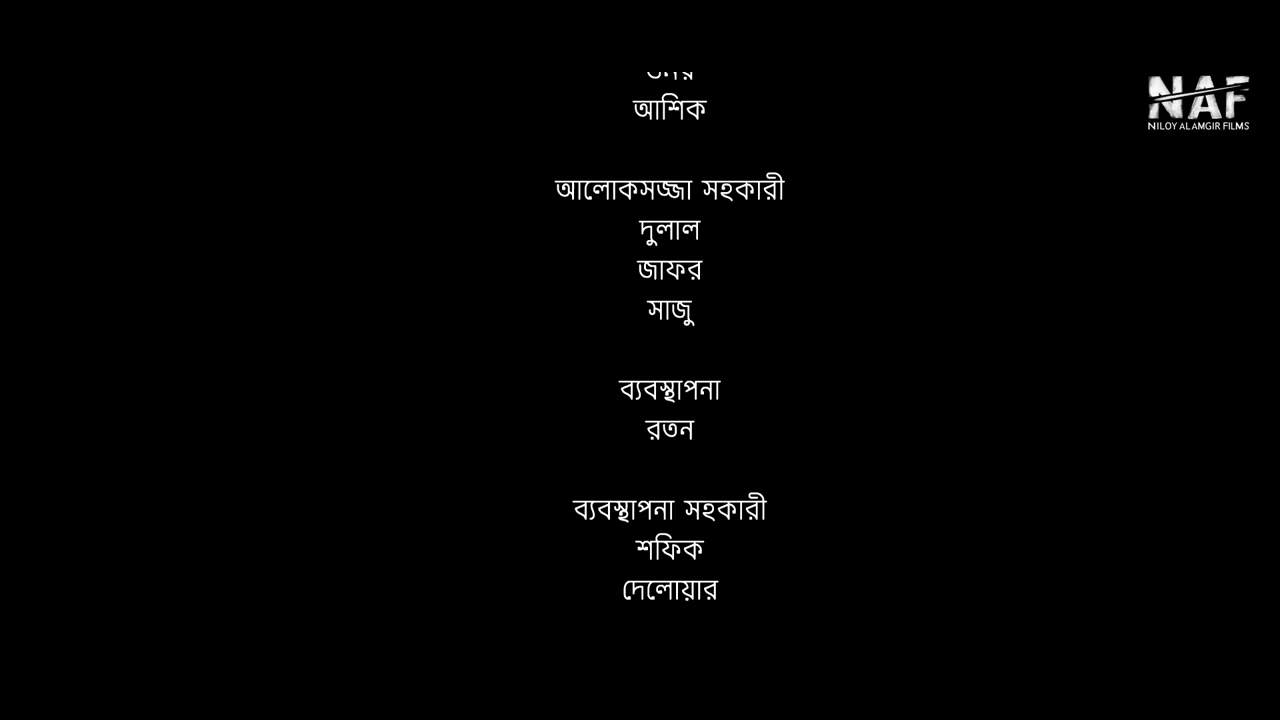 আশিক
NAF
NILOY ALAMGIR FILMS
আলোকসজ্জা সহকারী
দুলাল
জাফর
সাজু
ব্যবস্থাপনা
রতন
ব্যবস্থাপনা সহকারী
শফিক
দেলোয়ার